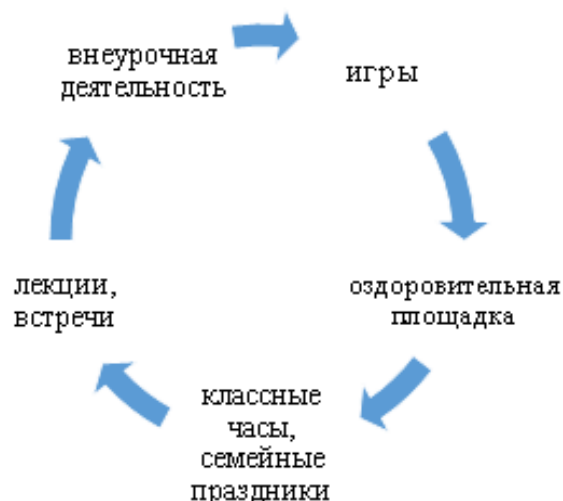 внеурочная
деятельность
игры
оздоровительная
площадка
классные
часы,
семейные
праздники
лекции,
встречи